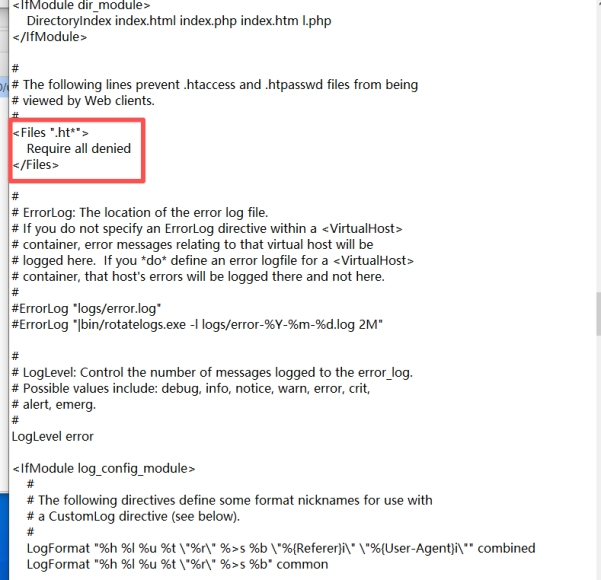 <IfModule dir_module>
DirectoryIndex index.html index.php index.htm l.php
</IfModule>
#
# The following lines prevent .htaccess and .htpasswd files from being
# viewed by Web clients.
#
<Files ".ht*">
Require all denied
</Files>
#
# ErrorLog: The location of the error log file.
# If you do not specify an ErrorLog directive within a <VirtualHost>
# container, error messages relating to that virtual host will be
# logged here.  If you *do* define an error logfile for a <VirtualHost>
# container, that host's errors will be logged there and not here.
#
#ErrorLog "logs/error.log"
#ErrorLog "|bin/rotatelogs.exe -l logs/error-%Y-%m-%d.log 2M"
#
# LogLevel: Control the number of messages logged to the error_log.
# Possible values include: debug, info, notice, warn, error, crit,
# alert, emerg.
#
LogLevel error
<IfModule log_config_module>
#
# The following directives define some format nicknames for use with
# a CustomLog directive (see below).
#
LogFormat "%h %l %u %t \"%r\" %>s %b \"%{Referer}i\" \"%{User-Agent}i\"" combined
LogFormat "%h %l %u %t \"%r\" %>s %b" common